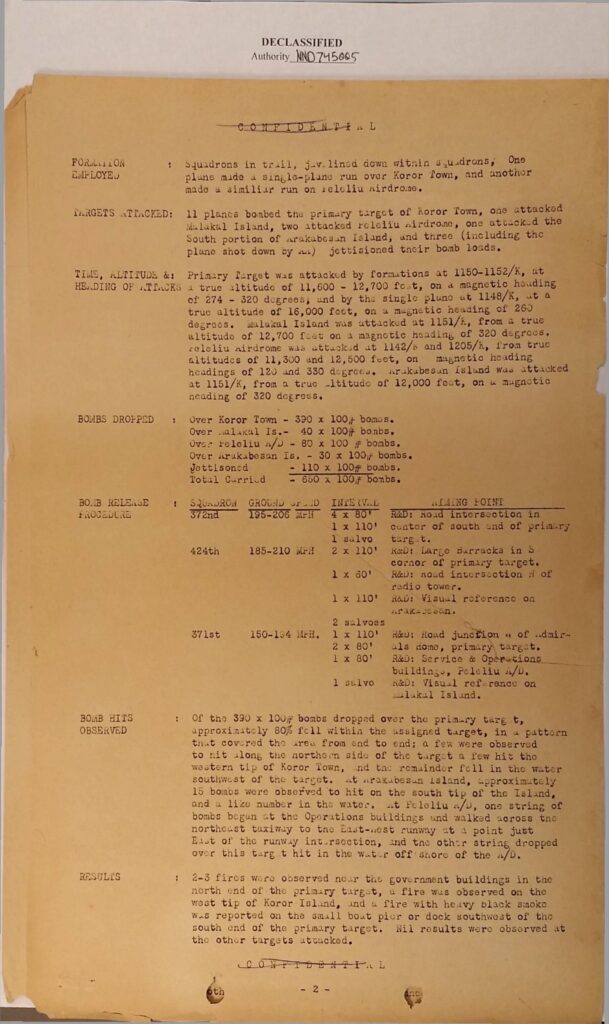 DECLASSIFIED
Authority NND745005
CONFIDENTIAL
FORMATION : Squadrons in trail, javelined down within squadrons, One
EMPLOYED plane made a single-plane run over Koror Town, and another
made a similiar run on Peleliu Airdrome.
TARGETS ATTACKED: 11 planes bombed the primary target of Koror Town, one attacked
Malakal Island, two attacked Peleliu Airdrome, one attacked the
South portion of Arakabesan Island, and three (including the
plane shot down by AA) jettisioned their bomb loads.
TIME, ALTITUDE &: Primary Target was attacked by formations at 1150-1152/K, at
HEADING OF ATTACKS a true altitude of 11,600 - 12,700 feet, on a magnetic heading
of 274 - 320 degrees, and by the single plane at 1148/K, at a
true altitude of 16,000 feet, on a magnetic heading of 260
degrees. Malakal Island was attacked at 1151/K, from a true
altitude of 12,700 feet on a magnetic heading of 320 degrees.
Peleliu Airdrome was attacked at 1142/K and 1205/K, from true
altitudes of 11,300 and 12,500 feet, on magnetic heading
headings of 120 and 330 degrees. Arakabesan Island was attacked
at 1151/K, from a true altitude of 12,000 feet, on a magnetic
heading of 320 degrees.
BOMBS DROPPED : Over Koror Town - 390 x 100# bombs.
Over Malakal Is.- 40 x 100# bombs.
Over Peleliu A/D - 80 x 100 # bombs.
Over Arakabesan Is. - 30 x 100# bombs.
Jettisoned - 110 x 100# bombs.
Total Carried - 650 x 100# bombs.
BOMB RELEASE : SQUADRON GROUND SPEED INTERVAL AIMING POINT
PROCEDURE 372nd 195-206 MPH 4 x 80' R&D: Road intersection in
1 x 110' center of south end of primary
1 salvo target.
424th 185-210 MPH 2 x 110' R&D: Large Barracks in S
corner of primary target.
1 x 60' R&D: Road intersection N of
radio tower.
1 x 110' R&D: Visual reference on
Arakabesan.
2 salvoes
371st 150-194 MPH. 1 x 110' R&D: Road junction W of Admir-
2 x 80' als Home, primary target.
1 x 80' R&D: Service & Operations
buildings, Peleliu A/D.
1 salvo R&D: Visual reference on
Malakal Island.
BOMB HITS : Of the 390 x 100# bombs dropped over the primary targ t,
OBSERVED approximately 80% fell within the assigned target, in a pattern
that covered the area from end to end; a few were observed
to hit along the northern side of the target a few hit the
western tip of Koror Town, and the remainder fell in the water
southwest of the target. At Arakabesan Island, approximately
15 bombs were observed to hit on the south tip of the Island,
and a like number in the water. At Peleliu A/D, one string of
bombs began at the Operations buildings and walked across the
northeast taxiway to the East-West runway at a point just
East of the runway intersection, and the other string dropped
over this targ t hit in the water off shore of the A/D.
RESULTS : 2-3 fires were observed near the government buildings in the
north end of the primary target, a fire was observed on the
west tip of Koror Island, and a fire with heavy black smoke
was reported on the small boat pier or dock southwest of the
south end of the primary target. Nil results were observed at
the other targets attacked.
CONFIDENTIAL
- 2 -